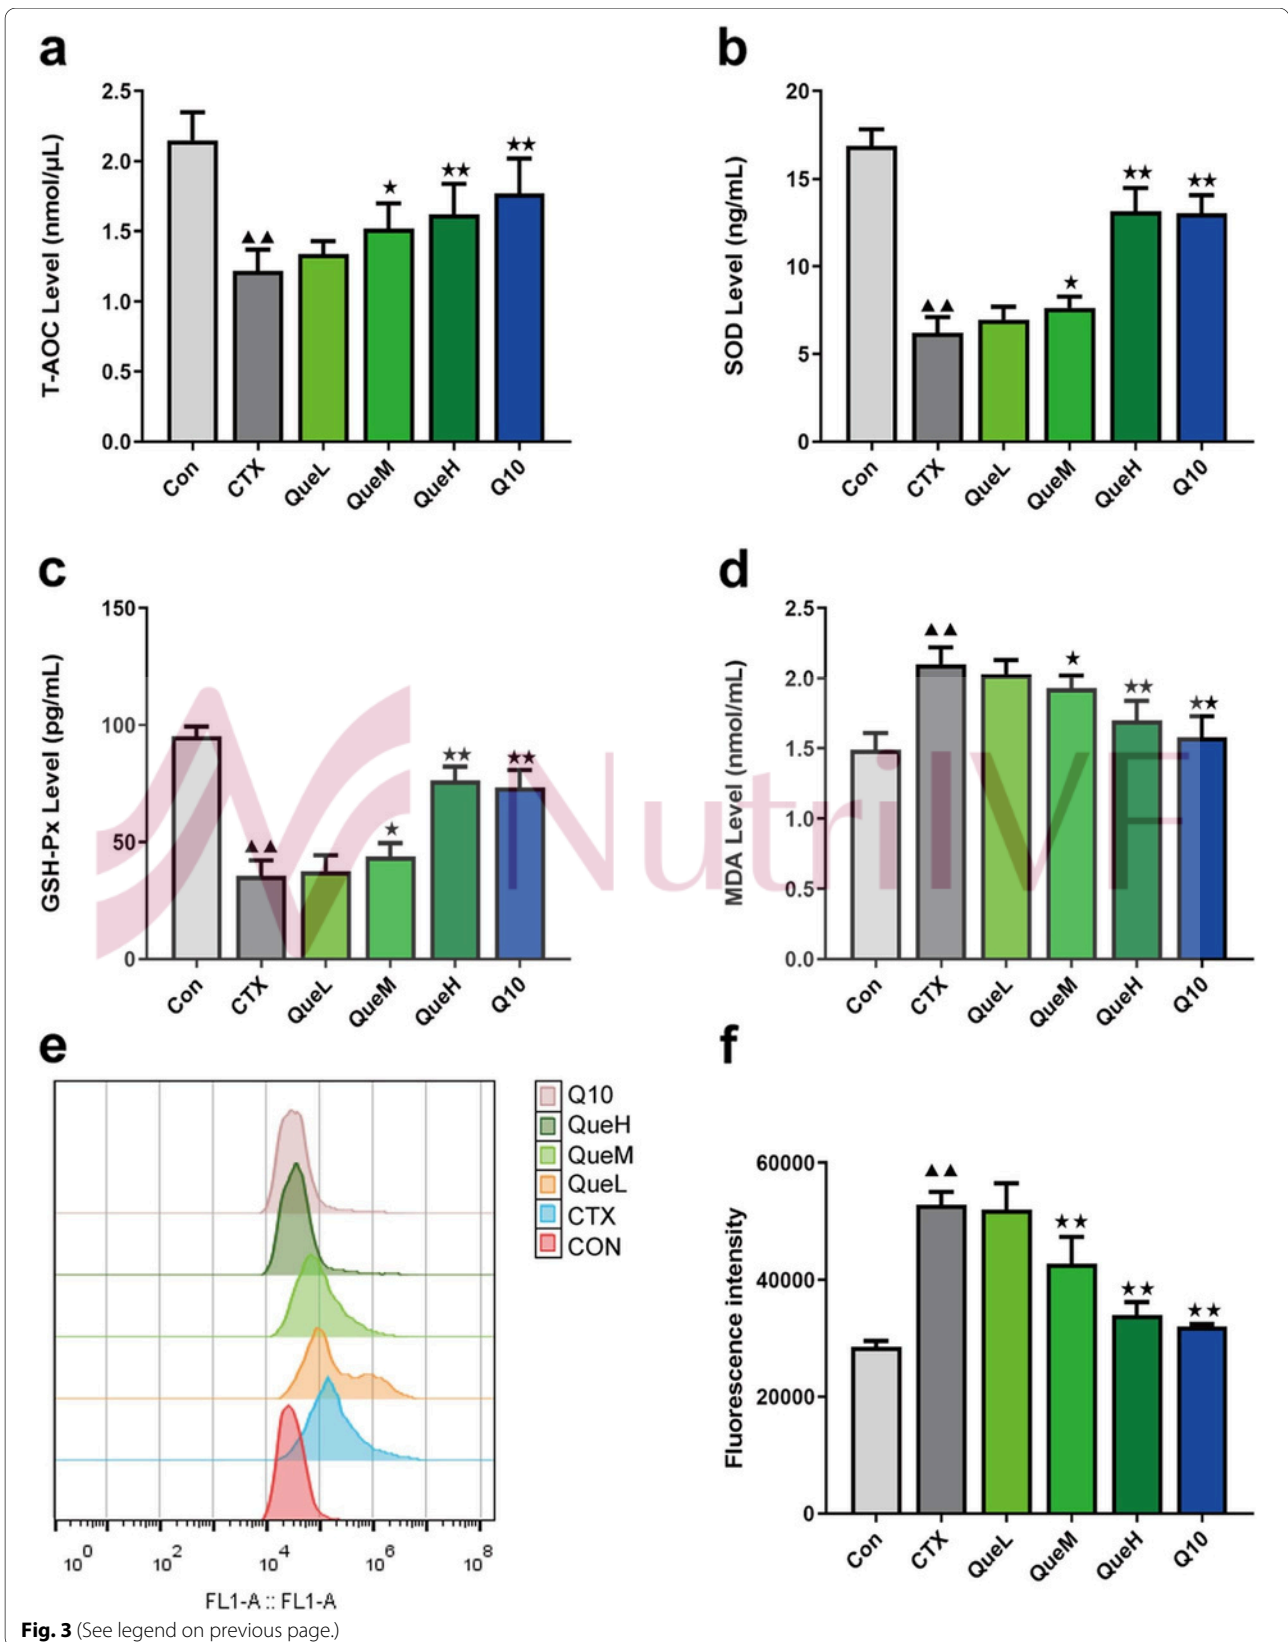 a
T-AOC Level (nmol/μL)
2.5
2.0
1.5
1.0
0.5
0.0
▲▲
★
★★
★★
Con
CTX
QueL
QueM
QueH
Q10
b
SOD Level (ng/mL)
20
15
10
5
0
▲▲
★
★★
★★
Con
CTX
QueL
QueM
QueH
Q10
c
GSH-Px Level (pg/mL)
150
100
50
0
▲▲
★
★★
★★
Con
CTX
QueL
QueM
QueH
Q10
d
MDA Level (nmol/mL)
2.5
2.0
1.5
1.0
0.5
0.0
▲▲
★
★★
★★
Con
CTX
QueL
QueM
QueH
Q10
NutriIVF
e
Q10
QueH
QueM
QueL
CTX
CON
10^0 10^2 10^4 10^6 10^8
FL1-A :: FL1-A
f
Fluorescence intensity
60000
40000
20000
0
▲▲
★★
★★
★★
Con
CTX
QueL
QueM
QueH
Q10
Fig. 3 (See legend on previous page.)